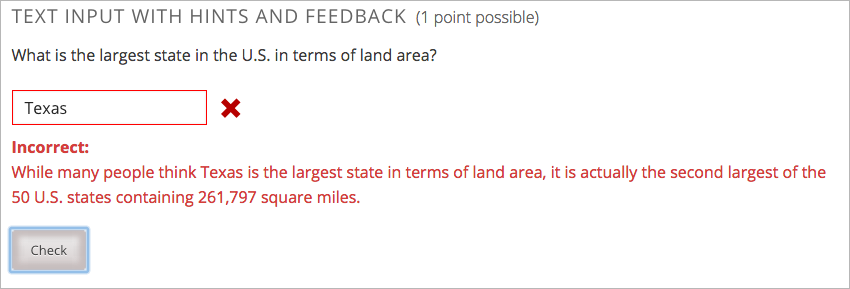 TEXT INPUT WITH HINTS AND FEEDBACK (1 point possible)
What is the largest state in the U.S. in terms of land area?
Texas
Incorrect:
While many people think Texas is the largest state in terms of land area, it is actually the second largest of the
50 U.S. states containing 261,797 square miles.
Check